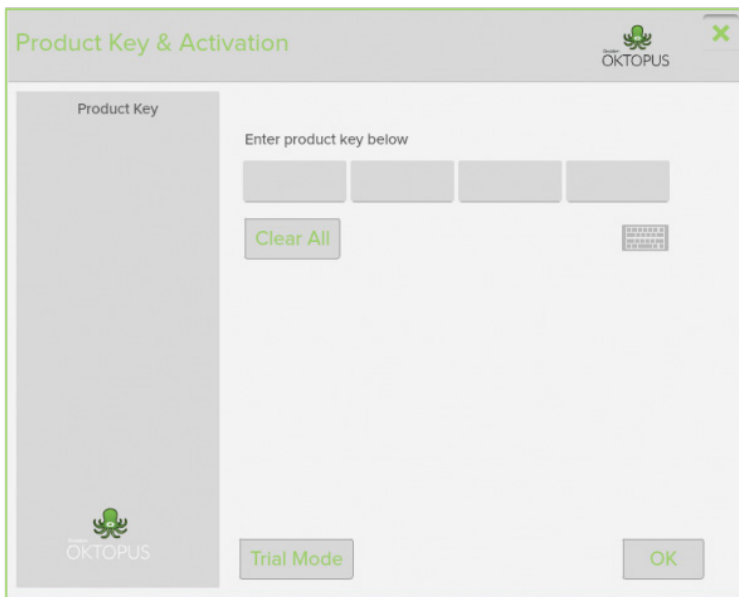 Product Key & Activation
OKTOPUS
Product Key
Enter product key below
Clear All
OKTOPUS
Trial Mode
OK